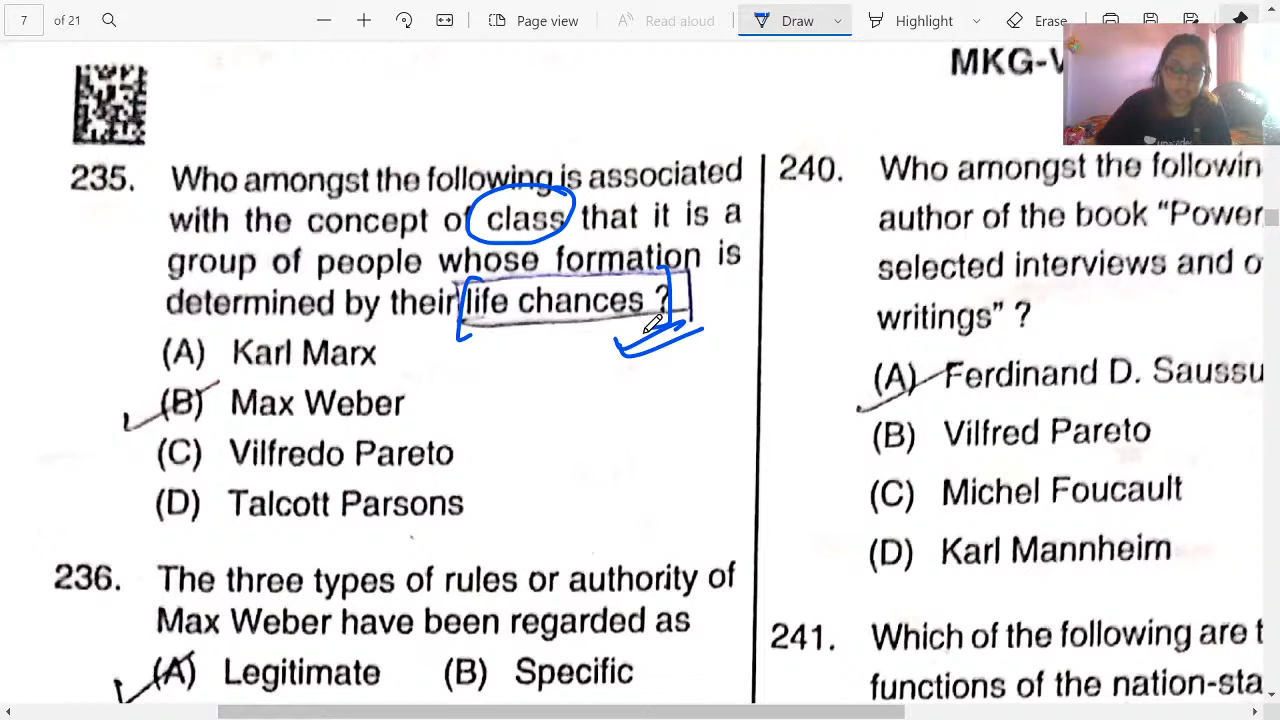 7 of 21
Page view
Read aloud
Draw
Highlight
Erase
MKG-V
235. Who amongst the following is associated
with the concept of class that it is a
group of people whose formation is
determined by their life chances ?
(A) Karl Marx
(B) Max Weber
(C) Vilfredo Pareto
(D) Talcott Parsons
236. The three types of rules or authority of
Max Weber have been regarded as
(A) Legitimate (B) Specific
240. Who amongst the followin
author of the book “Power
selected interviews and o
writings” ?
(A) Ferdinand D. Saussu
(B) Vilfred Pareto
(C) Michel Foucault
(D) Karl Mannheim
241. Which of the following are t
functions of the nation-sta